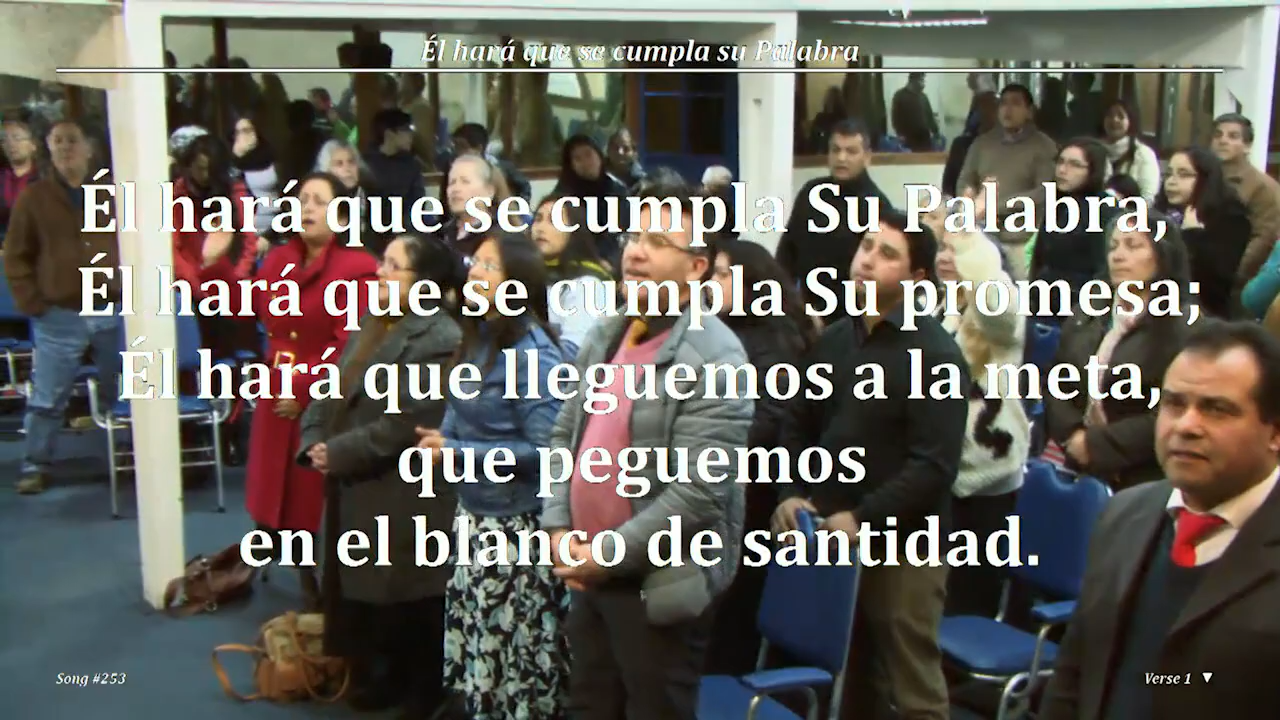 Él hará que se cumpla su Palabra
Él hará que se cumpla Su Palabra,
Él hará que se cumpla Su promesa;
Él hará que lleguemos a la meta,
que peguemos
en el blanco de santidad.
Song #253
Verse 1 ▼